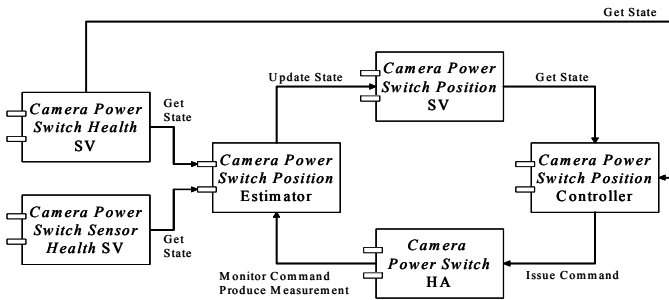 Get State
Camera Power
Switch Health
SV
Get
State
Camera Power
Switch Sensor
Health SV
Get
State
Update State
Camera Power
Switch Position
Estimator
Camera Power
Switch Position
SV
Get State
Camera Power
Switch Position
Controller
Camera
Power Switch
HA
Issue Command
Monitor Command
Produce Measurement